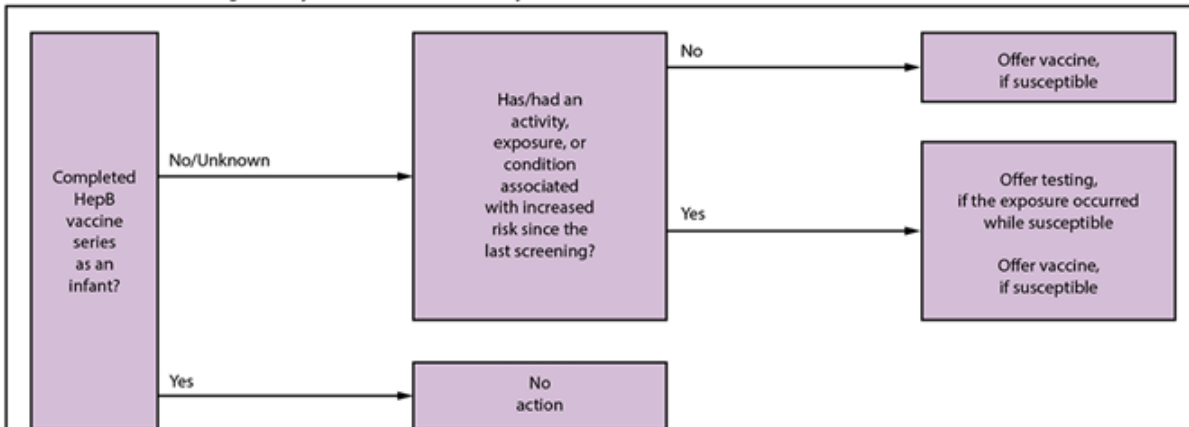 Completed
HepB
vaccine
series
as an
infant?
No/Unknown
Yes
Has/had an
activity,
exposure, or
condition
associated
with increased
risk since the
last screening?
No
Yes
Offer vaccine,
if susceptible
Offer testing,
if the exposure occurred
while susceptible
Offer vaccine,
if susceptible
No
action